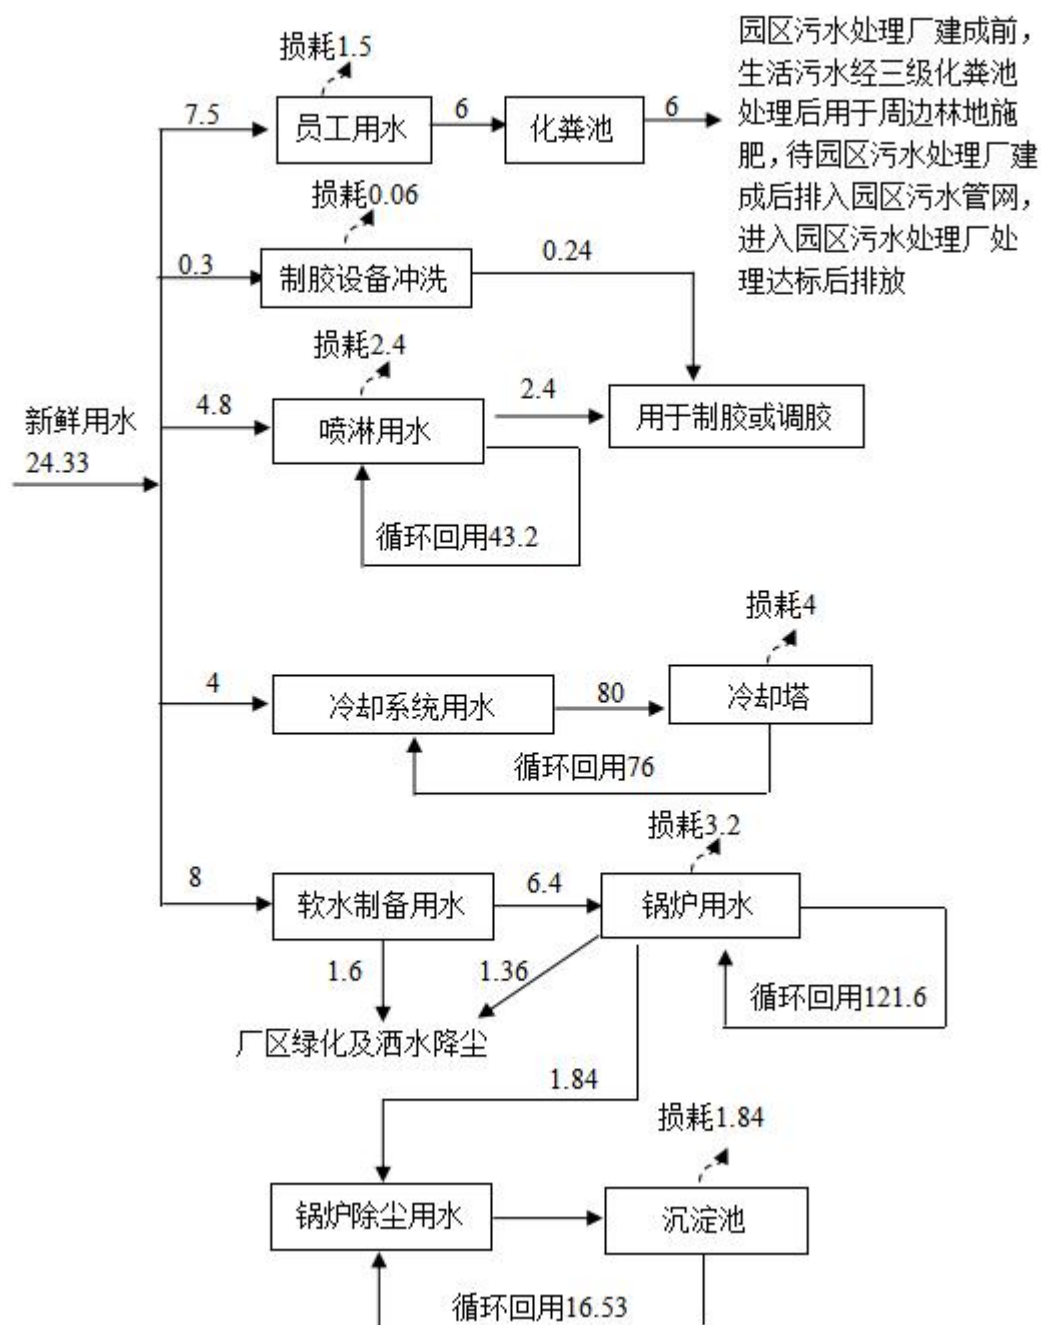 园区污水处理厂建成前，
生活污水经三级化粪池
处理后用于周边林地施
肥，待园区污水处理厂建
成后排入园区污水管网，
进入园区污水处理厂处
理达标后排放
损耗1.5
7.5
员工用水
6
化粪池
6
损耗0.06
0.3
制胶设备冲洗
0.24
损耗2.4
4.8
喷淋用水
2.4
用于制胶或调胶
新鲜用水
24.33
循环回用43.2
损耗4
4
冷却系统用水
80
冷却塔
循环回用76
损耗3.2
8
软水制备用水
6.4
锅炉用水
1.6
1.36
循环回用121.6
厂区绿化及洒水降尘
1.84
损耗1.84
锅炉除尘用水
沉淀池
循环回用16.53